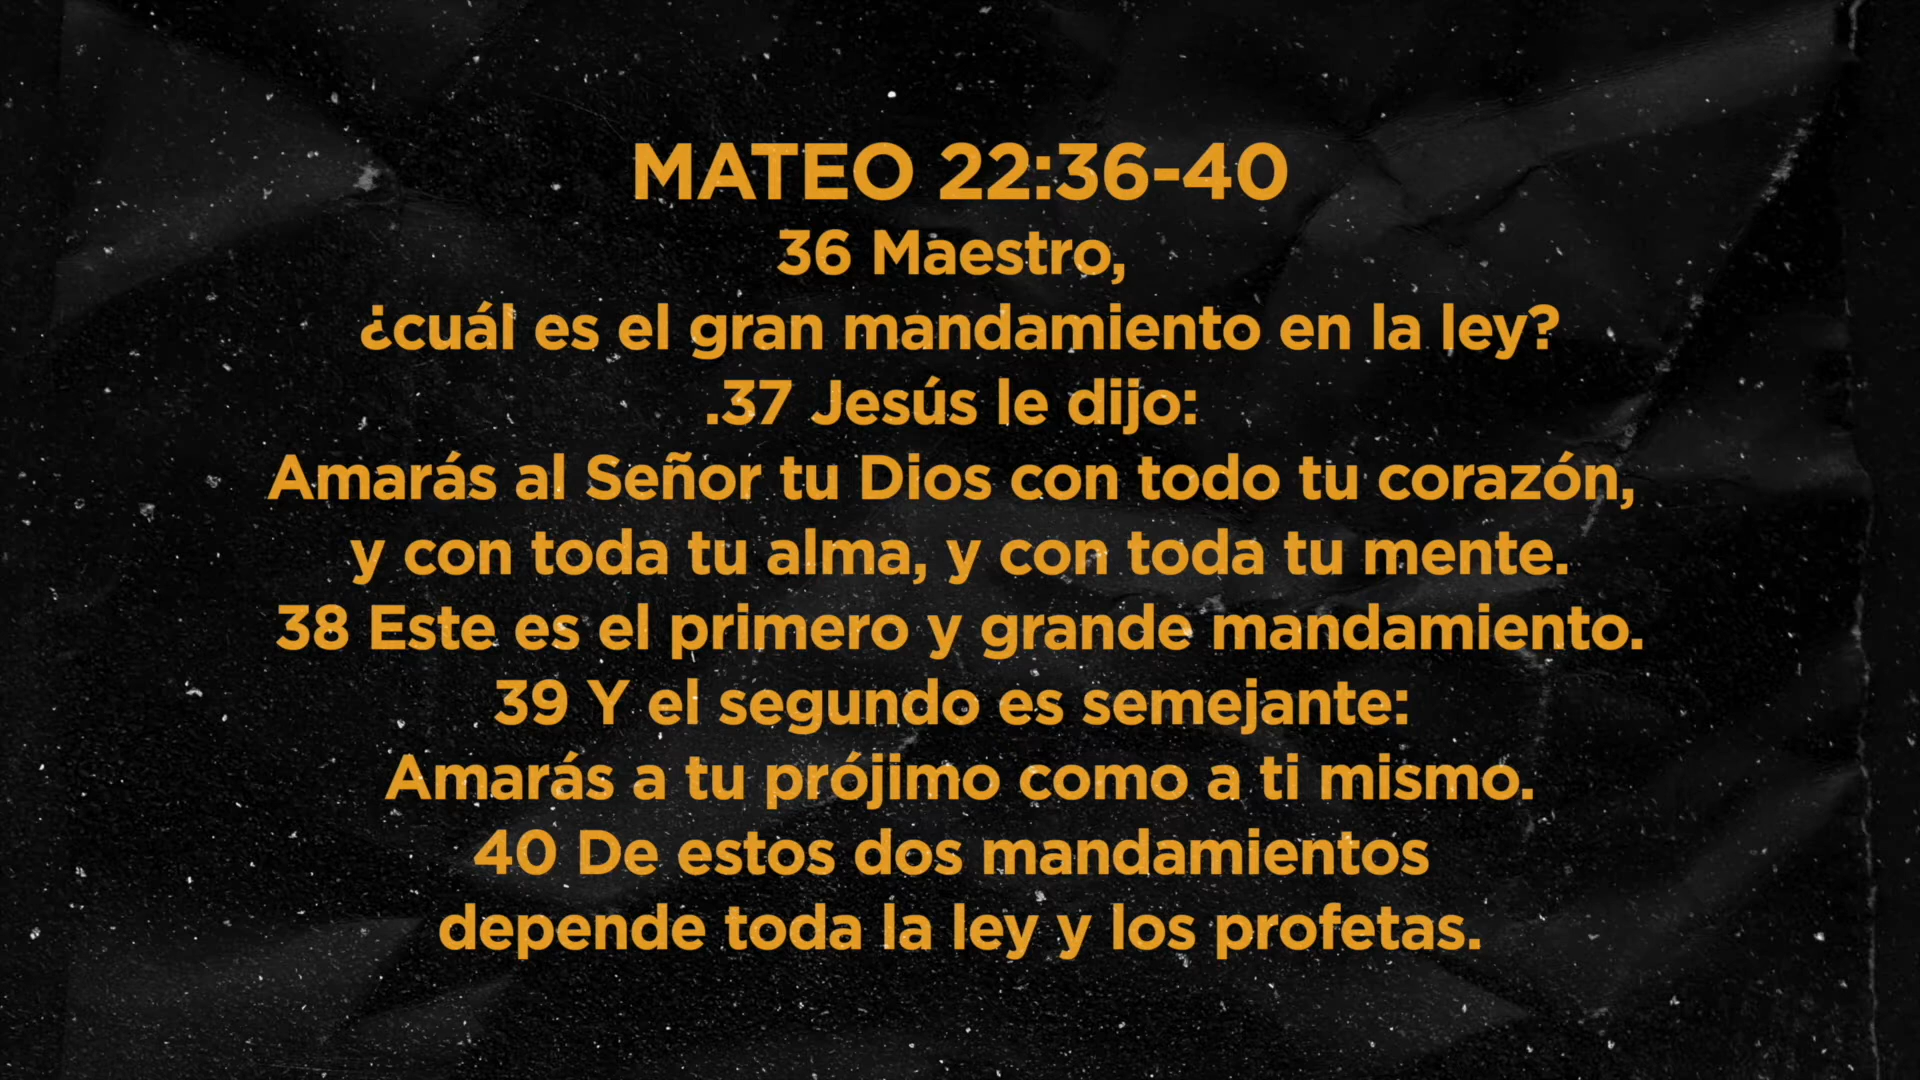 MATEO 22:36-40
36 Maestro,
¿cuál es el gran mandamiento en la ley?
.37 Jesús le dijo:
Amarás al Señor tu Dios con todo tu corazón,
y con toda tu alma, y con toda tu mente.
38 Este es el primero y grande mandamiento.
39 Y el segundo es semejante:
Amarás a tu prójimo como a ti mismo.
40 De estos dos mandamientos
depende toda la ley y los profetas.